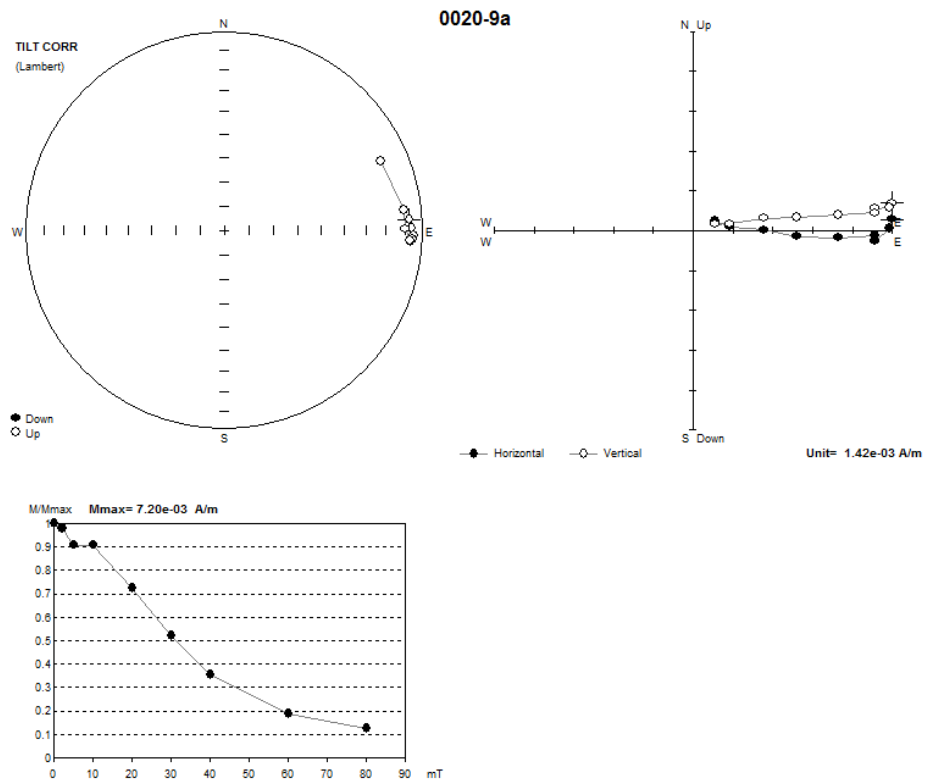 0020-9a
TILT CORR
(Lambert)
N
W
E
S
Down
Up
N Up
W
W
E
E
S Down
Horizontal
Vertical
Unit= 1.42e-03 A/m
M/Mmax Mmax= 7.20e-03 A/m
1
0.9
0.8
0.7
0.6
0.5
0.4
0.3
0.2
0.1
0
0 10 20 30 40 50 60 70 80 90 mT